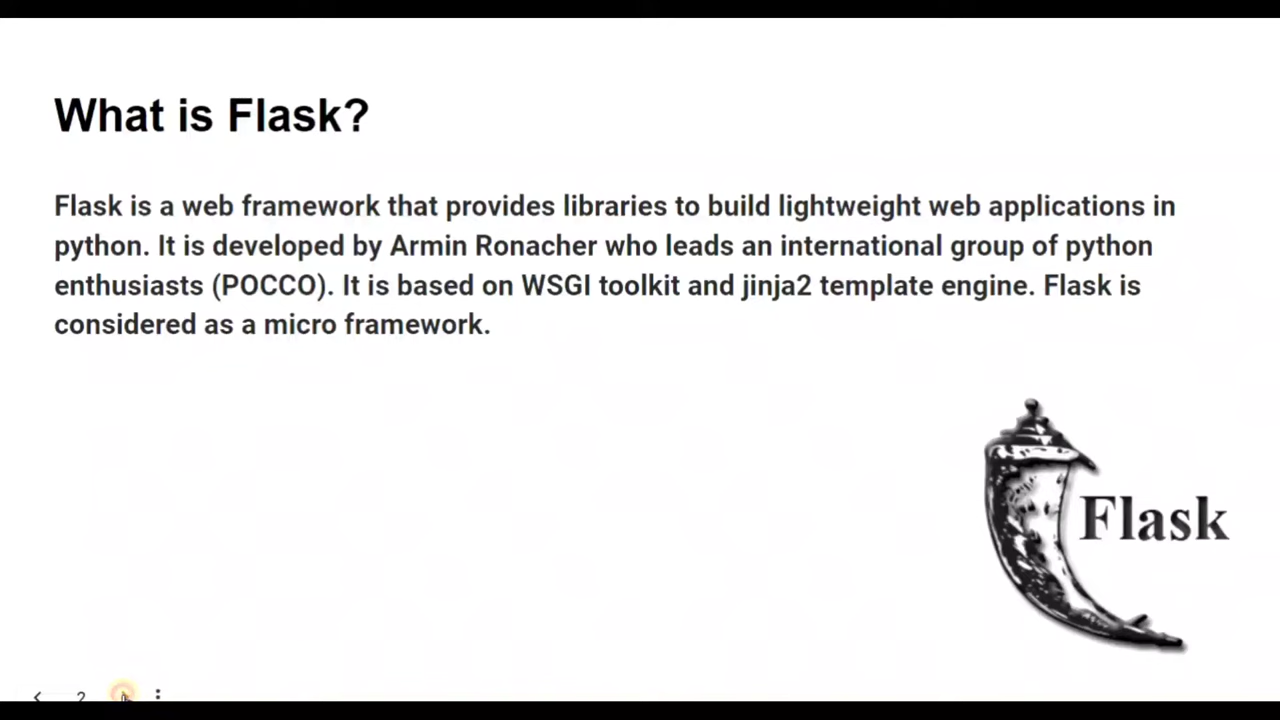 What is Flask?
Flask is a web framework that provides libraries to build lightweight web applications in
python. It is developed by Armin Ronacher who leads an international group of python
enthusiasts (POCCO). It is based on WSGI toolkit and jinja2 template engine. Flask is
considered as a micro framework.
Flask
2